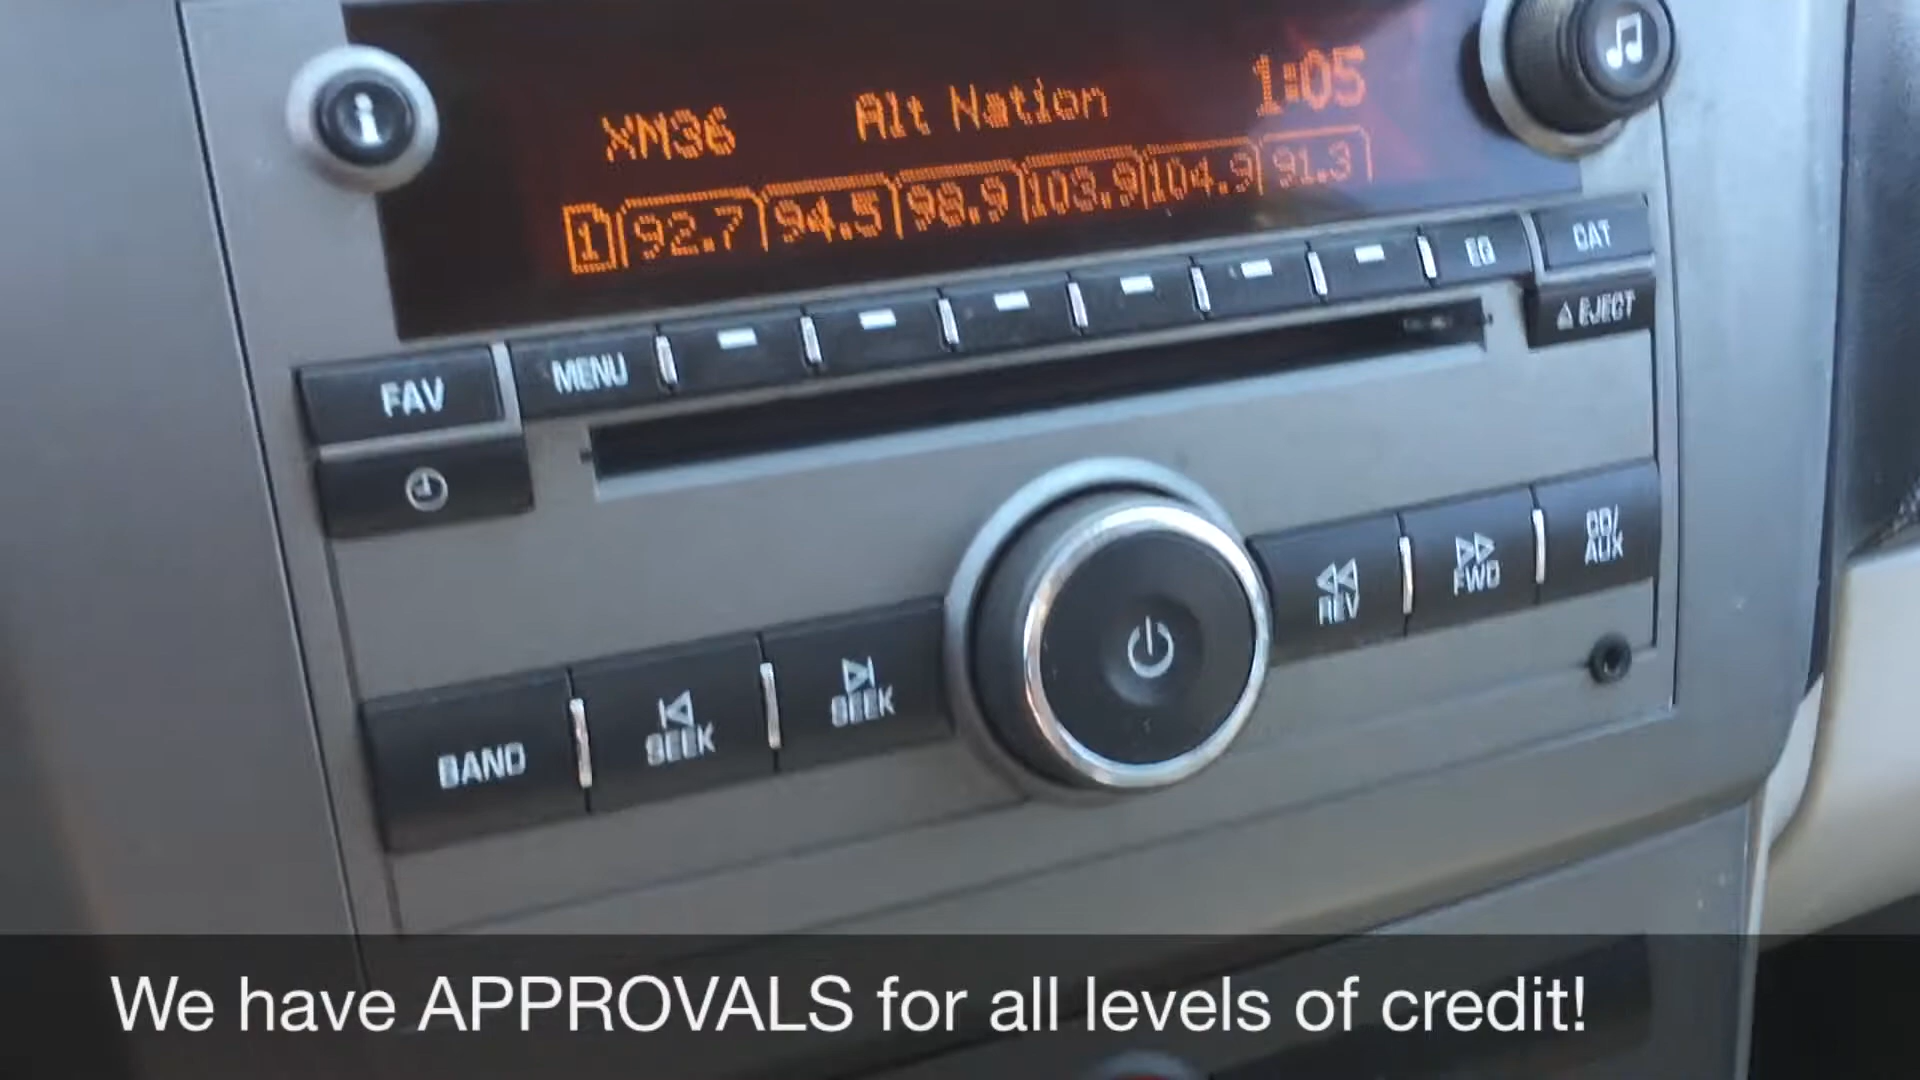 XM36 Alt Nation 1:05
1 92.7 94.5 98.9 103.9 104.9 91.3
EQ
CAT
EJECT
MENU
FAV
CD/
AUX
FWD
REV
SEEK
SEEK
BAND
We have APPROVALS for all levels of credit!